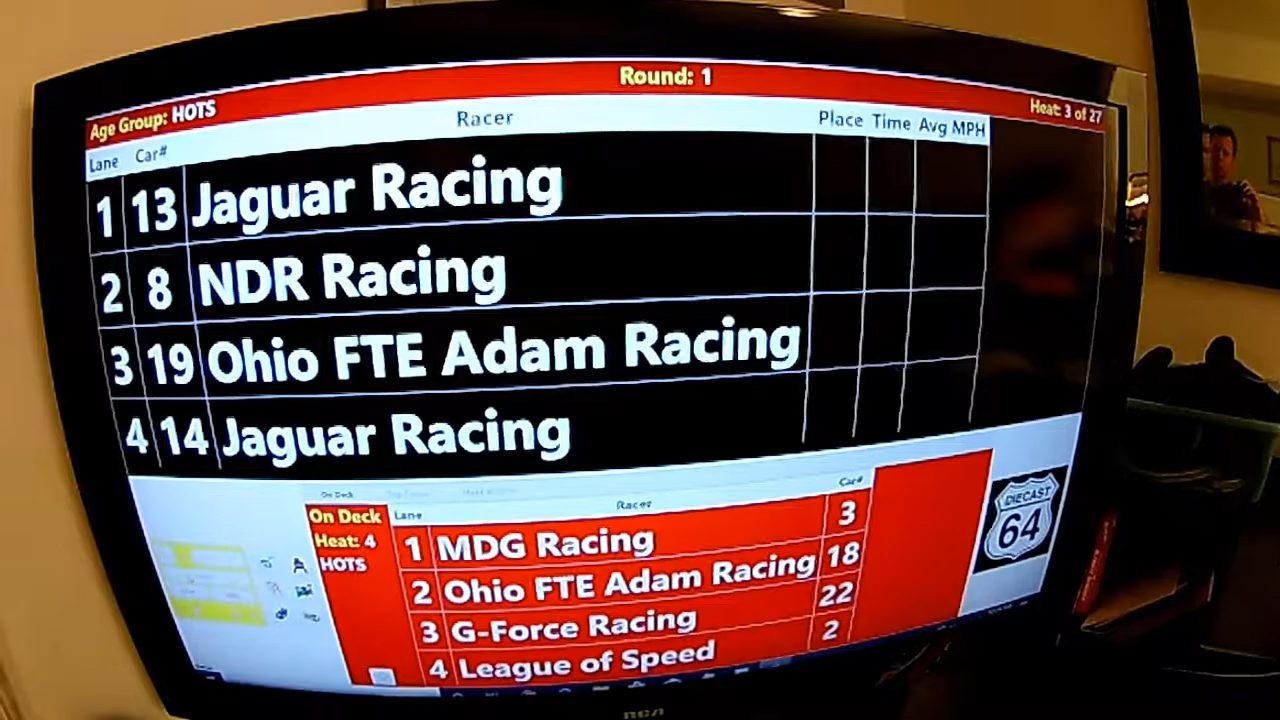 Round: 1
Age Group: HOTS
Heat: 3 of 27
Lane Car# Racer Place Time Avg MPH
1 13 Jaguar Racing
2 8 NDR Racing
3 19 Ohio FTE Adam Racing
4 14 Jaguar Racing
On Deck
Lane Racer Car#
On Deck
Heat: 4
HOTS
1 MDG Racing 3
2 Ohio FTE Adam Racing 18
3 G-Force Racing 22
4 League of Speed 2
DIECAST
64
RCA